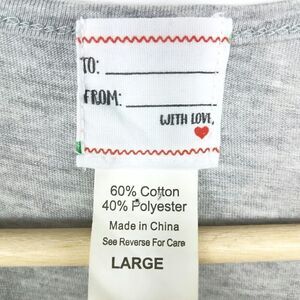 TO:
FROM:
WITH LOVE,
60% Cotton
40% Polyester
Made in China
See Reverse For Care
LARGE